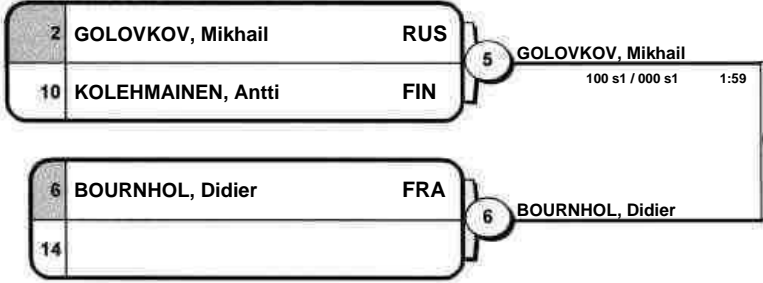 2 GOLOVKOV, Mikhail RUS
10 KOLEHMAINEN, Antti FIN
5 GOLOVKOV, Mikhail
100 s1 / 000 s1 1:59
6 BOURNHOL, Didier FRA
14
6 BOURNHOL, Didier